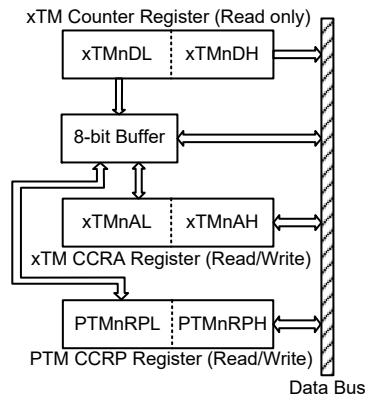 xTM Counter Register (Read only)
xTMnDL xTMnDH
8-bit Buffer
xTMnAL xTMnAH
xTM CCRA Register (Read/Write)
PTMnRPL PTMnRPH
PTM CCRP Register (Read/Write)
Data Bus